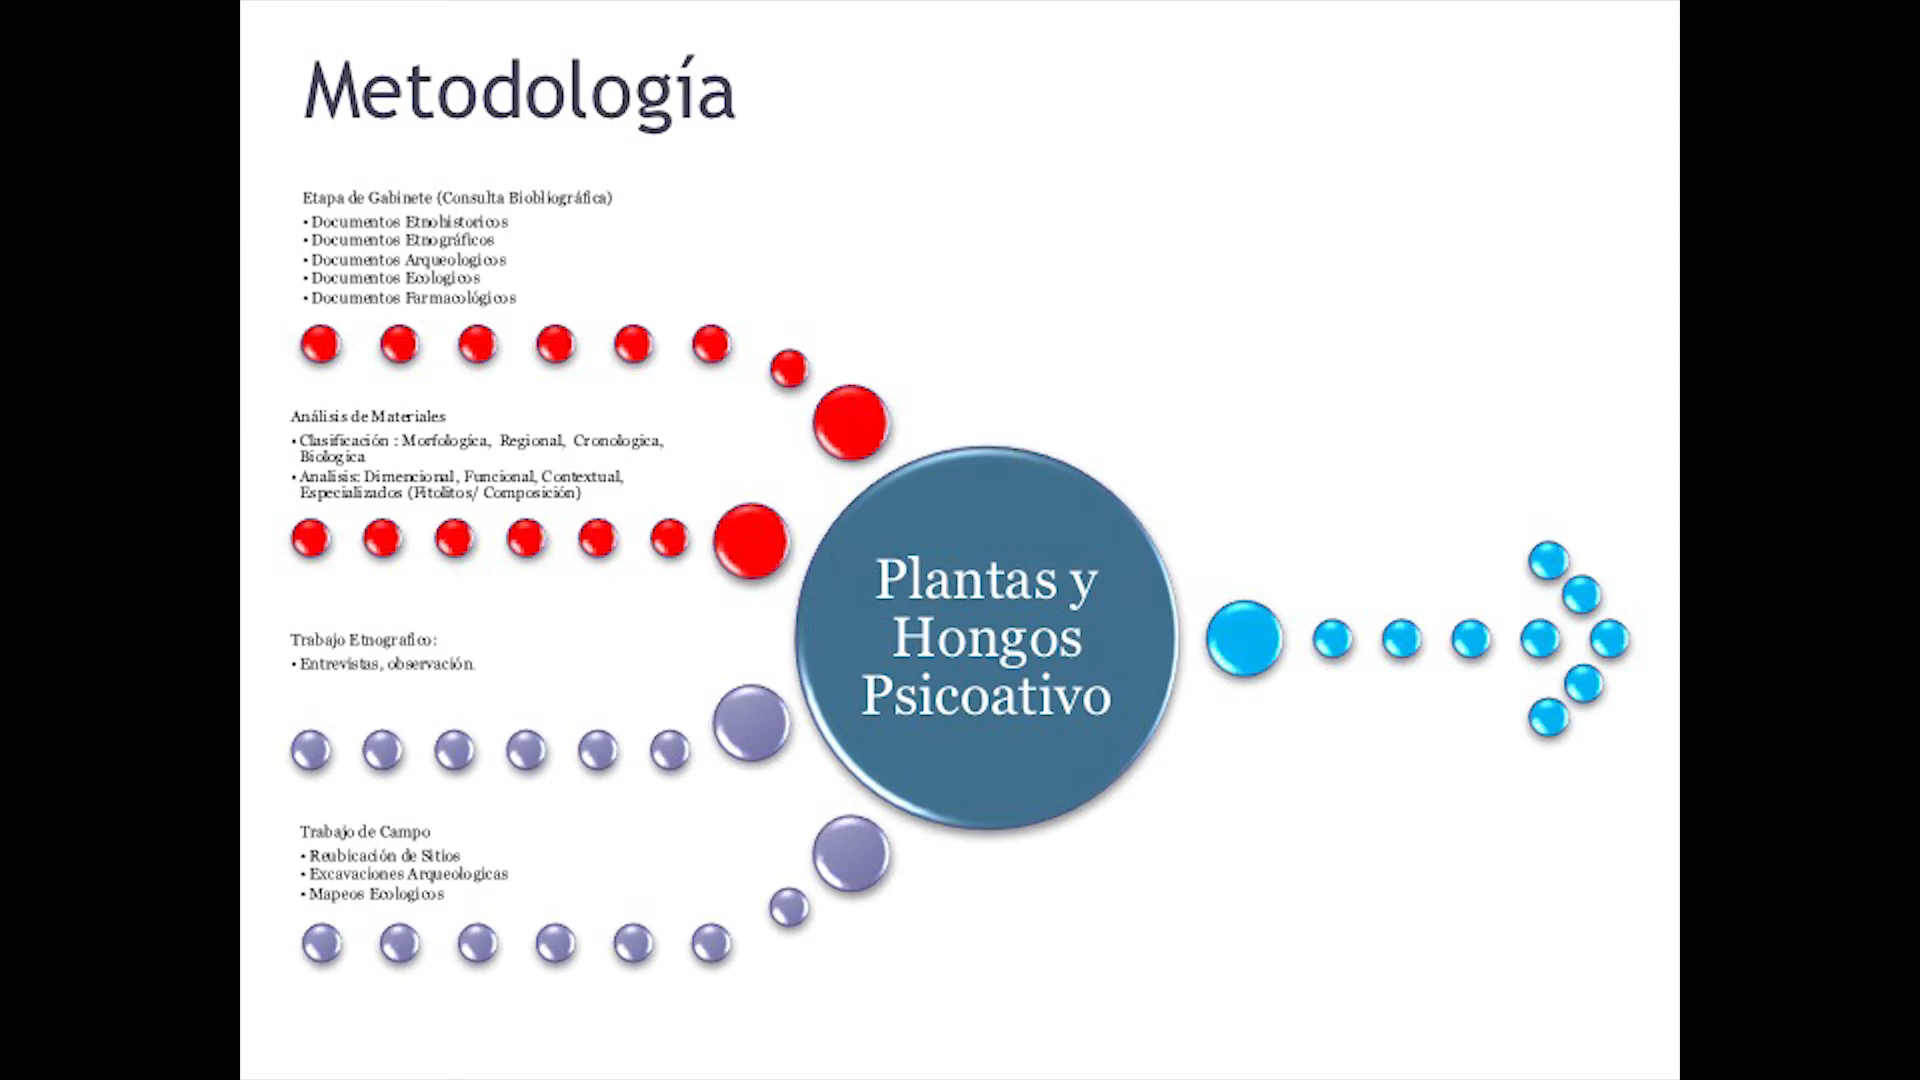 Metodología
Etapa de Gabinete (Consulta Biobliográfica)
• Documentos Etnohistoricos
• Documentos Etnográficos
• Documentos Arqueologicos
• Documentos Ecologicos
• Documentos Farmacológicos
Análisis de Materiales
• Clasificación : Morfologíca, Regional, Cronologica,
Biologica
• Analisis: Dimencional, Funcional, Contextual,
Especializados (Fitolitos/ Composición)
Trabajo Etnografico:
• Entrevistas, observación.
Trabajo de Campo
• Reubicación de Sitios
• Excavaciones Arqueologicas
• Mapeos Ecologicos
Plantas y
Hongos
Psicoativo